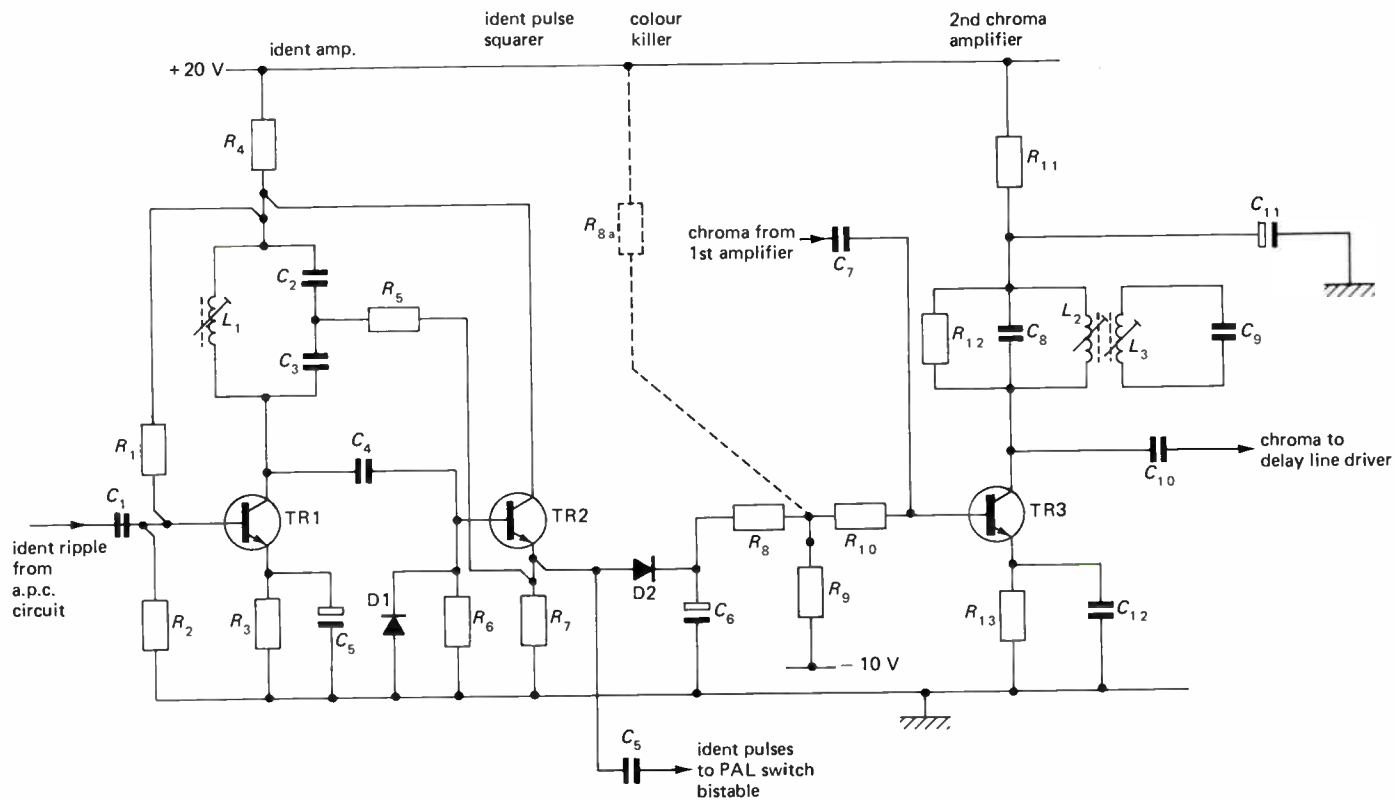 ident pulse
squarer
colour
killer
2nd chroma
amplifier
ident amp.
+20 V
R4
R11
C11
R8a
chroma from
1st amplifier
C7
C2
R5
L1
C3
R12
C8
L2
L3
C9
R1
C4
C10
chroma to
delay line driver
C1
TR1
TR2
TR3
R8
R10
ident ripple
from
a.p.c.
circuit
D2
R2
R3
C5
D1
R6
R7
C6
R9
R13
C12
– 10 V
C5
ident pulses
to PAL switch
bistable